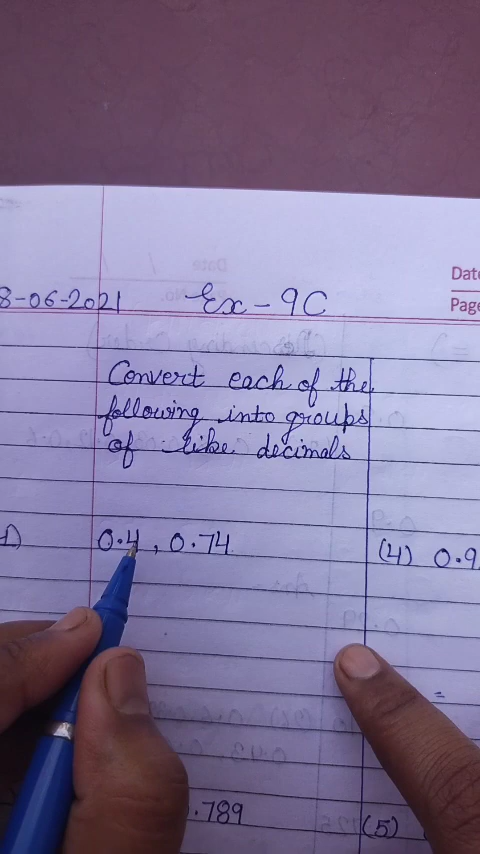 Date
Page
8-06-2021 Ex-9C
Convert each of the
following into groups
of like decimals
1) 0.4, 0.74
(4) 0.9
=
.789
(5)